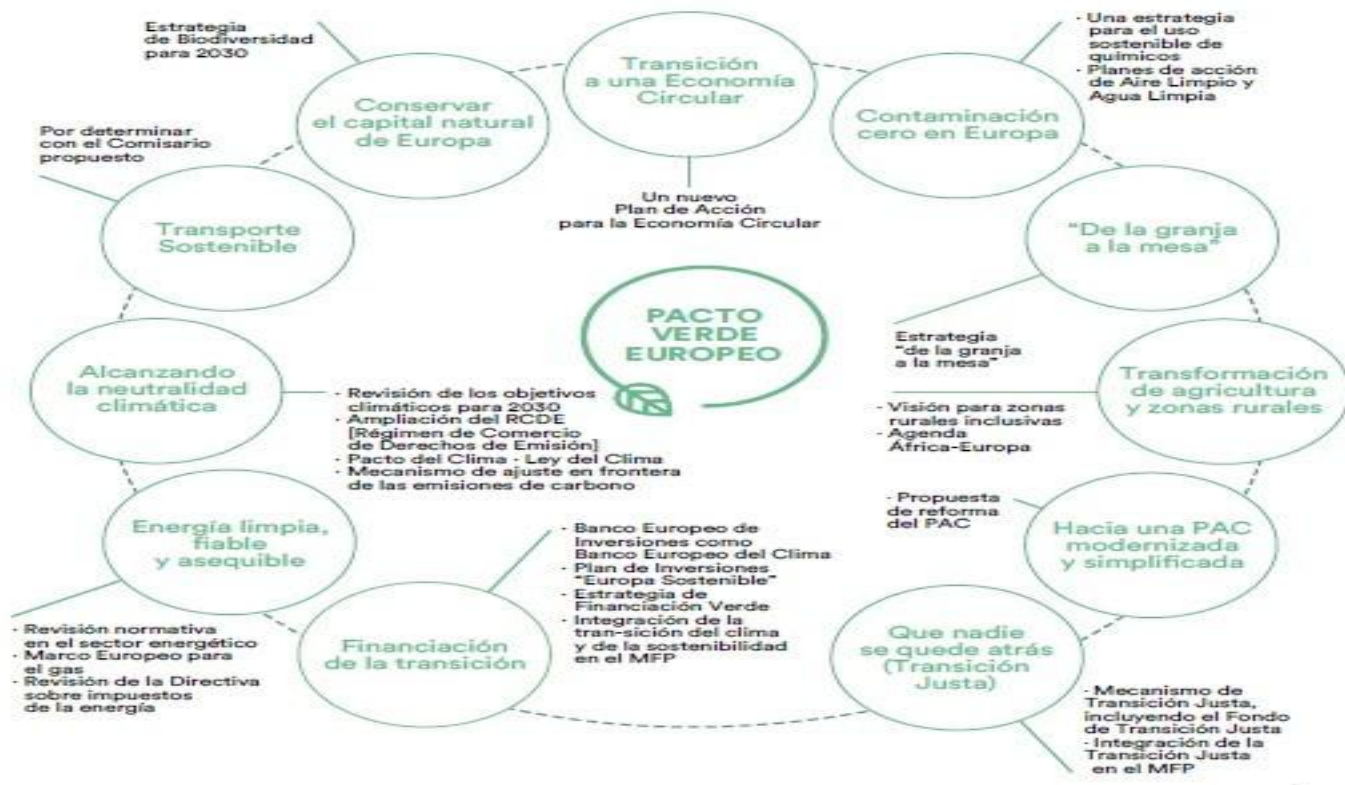 Estrategia
de Biodiversidad
para 2030
Conservar
el capital natural
de Europa
Transición
a una Economía
Circular
Un nuevo
Plan de Acción
para la Economía Circular
Contaminación
cero en Europa
· Una estrategia
para el uso
sostenible de
químicos
· Planes de acción
de Aire Limpio y
Agua Limpia
Por determinar
con el Comisario
propuesto
Transporte
Sostenible
"De la granja
a la mesa"
Estrategia
"de la granja
a la mesa"
PACTO
VERDE
EUROPEO
Alcanzando
la neutralidad
climática
· Revisión de los objetivos
climáticos para 2030
· Ampliación del RCDE
[Régimen de Comercio
de Derechos de Emisión]
· Pacto del Clima · Ley del Clima
· Mecanismo de ajuste en frontera
de las emisiones de carbono
Transformación
de agricultura
y zonas rurales
· Visión para zonas
rurales inclusivas
· Agenda
África-Europa
Energía limpia,
fiable
y asequible
· Revisión normativa
en el sector energético
· Marco Europeo para
el gas
· Revisión de la Directiva
sobre impuestos
de la energía
Financiación
de la transición
· Banco Europeo de
Inversiones como
Banco Europeo del Clima
· Plan de Inversiones
"Europa Sostenible"
· Estrategia de
Financiación Verde
· Integración de la
tran-sición del clima
y de la sostenibilidad
en el MFP
· Propuesta
de reforma
del PAC
Hacia una PAC
modernizada
y simplificada
Que nadie
se quede atrás
(Transición
Justa)
· Mecanismo de
Transición Justa,
incluyendo el Fondo
de Transición Justa
· Integración de la
Transición Justa
en el MFP